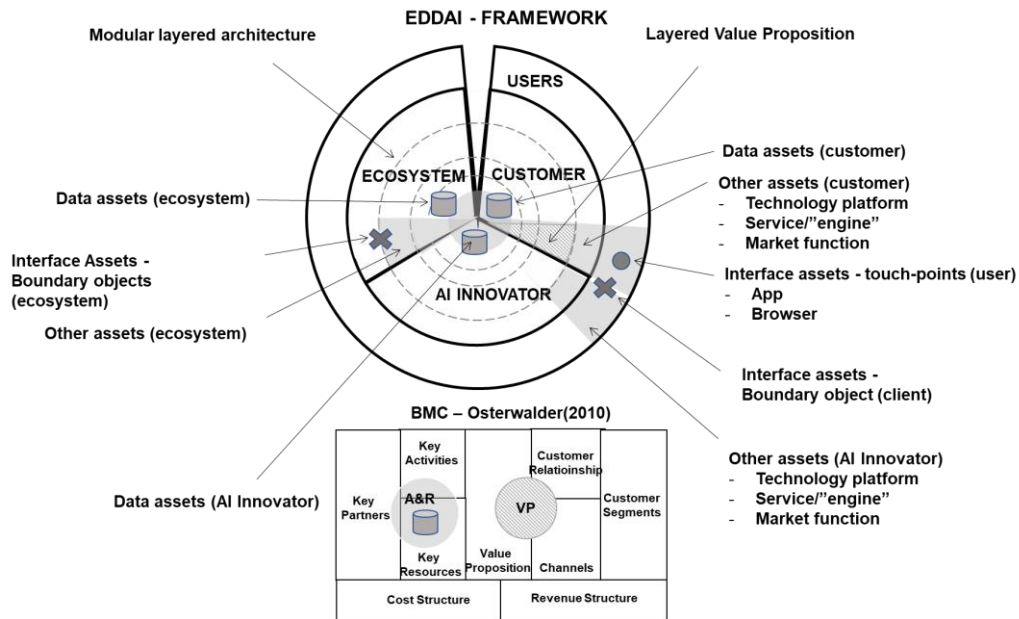 EDDAI - FRAMEWORK
Modular layered architecture
Layered Value Proposition
USERS
ECOSYSTEM
CUSTOMER
AI INNOVATOR
Data assets (ecosystem)
Interface Assets -
Boundary objects
(ecosystem)
Other assets (ecosystem)
Data assets (AI Innovator)
Data assets (customer)
Other assets (customer)
- Technology platform
- Service/”engine”
- Market function
Interface assets - touch-points (user)
- App
- Browser
Interface assets -
Boundary object (client)
Other assets (AI Innovator)
- Technology platform
- Service/”engine”
- Market function
BMC – Osterwalder(2010)
Key
Partners
Key
Activities
A&R
Key
Resources
Value
Proposition
VP
Customer
Relatioinship
Channels
Customer
Segments
Cost Structure
Revenue Structure